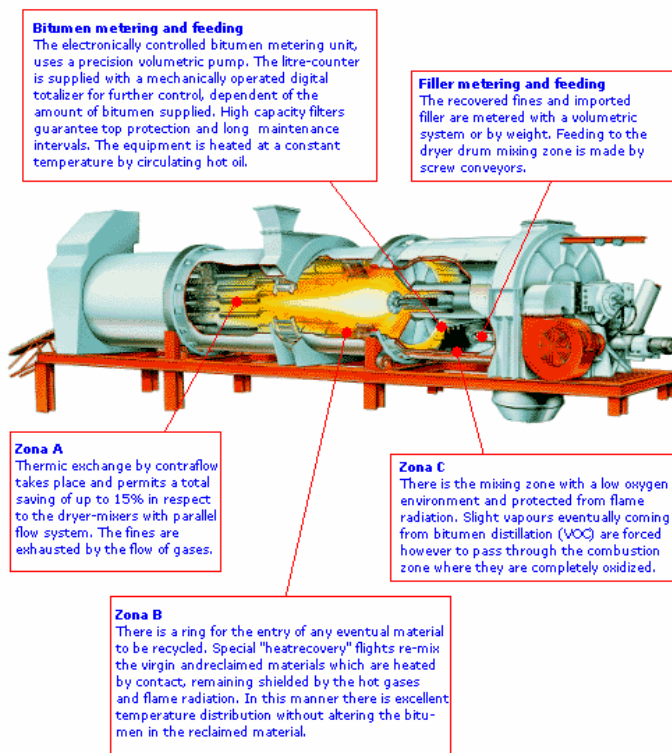 Bitumen metering and feeding
The electronically controlled bitumen metering unit,
uses a precision volumetric pump. The litre-counter
is supplied with a mechanically operated digital
totalizer for further control, dependent of the
amount of bitumen supplied. High capacity filters
guarantee top protection and long maintenance
intervals. The equipment is heated at a constant
temperature by circulating hot oil.
Filler metering and feeding
The recovered fines and imported
filler are metered with a volumetric
system or by weight. Feeding to the
dryer drum mixing zone is made by
screw conveyors.
Zona A
Thermic exchange by contraflow
takes place and permits a total
saving of up to 15% in respect
to the dryer-mixers with parallel
flow system. The fines are
exhausted by the flow of gases.
Zona C
There is the mixing zone with a low oxygen
environment and protected from flame
radiation. Slight vapours eventually coming
from bitumen distillation (VOC) are forced
however to pass through the combustion
zone where they are completely oxidized.
Zona B
There is a ring for the entry of any eventual material
to be recycled. Special "heatrecovery" flights re-mix
the virgin andreclaimed materials which are heated
by contact, remaining shielded by the hot gases
and flame radiation. In this manner there is excellent
temperature distribution without altering the bitu-
men in the reclaimed material.